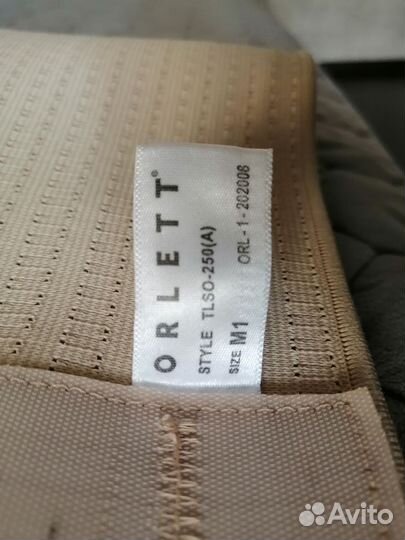 ORLETT®
STYLE TLSO-250(A)
SIZE M1 ORL-1-202008
Avito